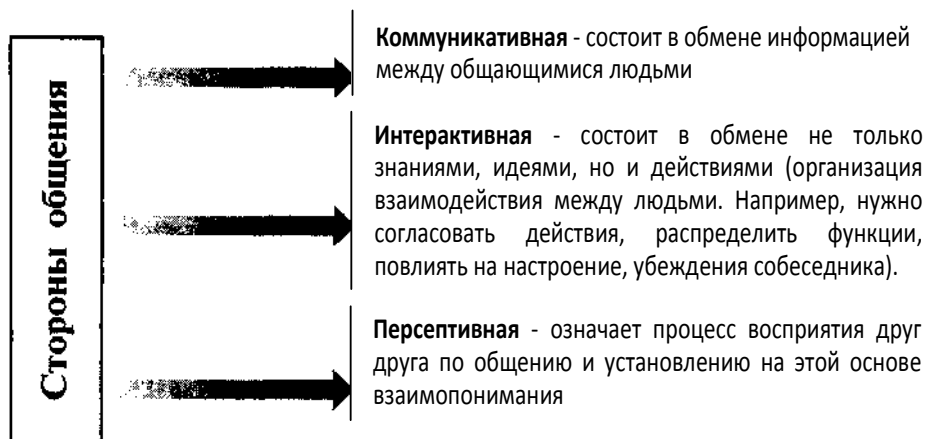 Стороны общения
Коммуникативная - состоит в обмене информацией
между общающимися людьми
Интерактивная - состоит в обмене не только
знаниями, идеями, но и действиями (организация
взаимодействия между людьми. Например, нужно
согласовать действия, распределить функции,
повлиять на настроение, убеждения собеседника).
Персептивная - означает процесс восприятия друг
друга по общению и установлению на этой основе
взаимопонимания